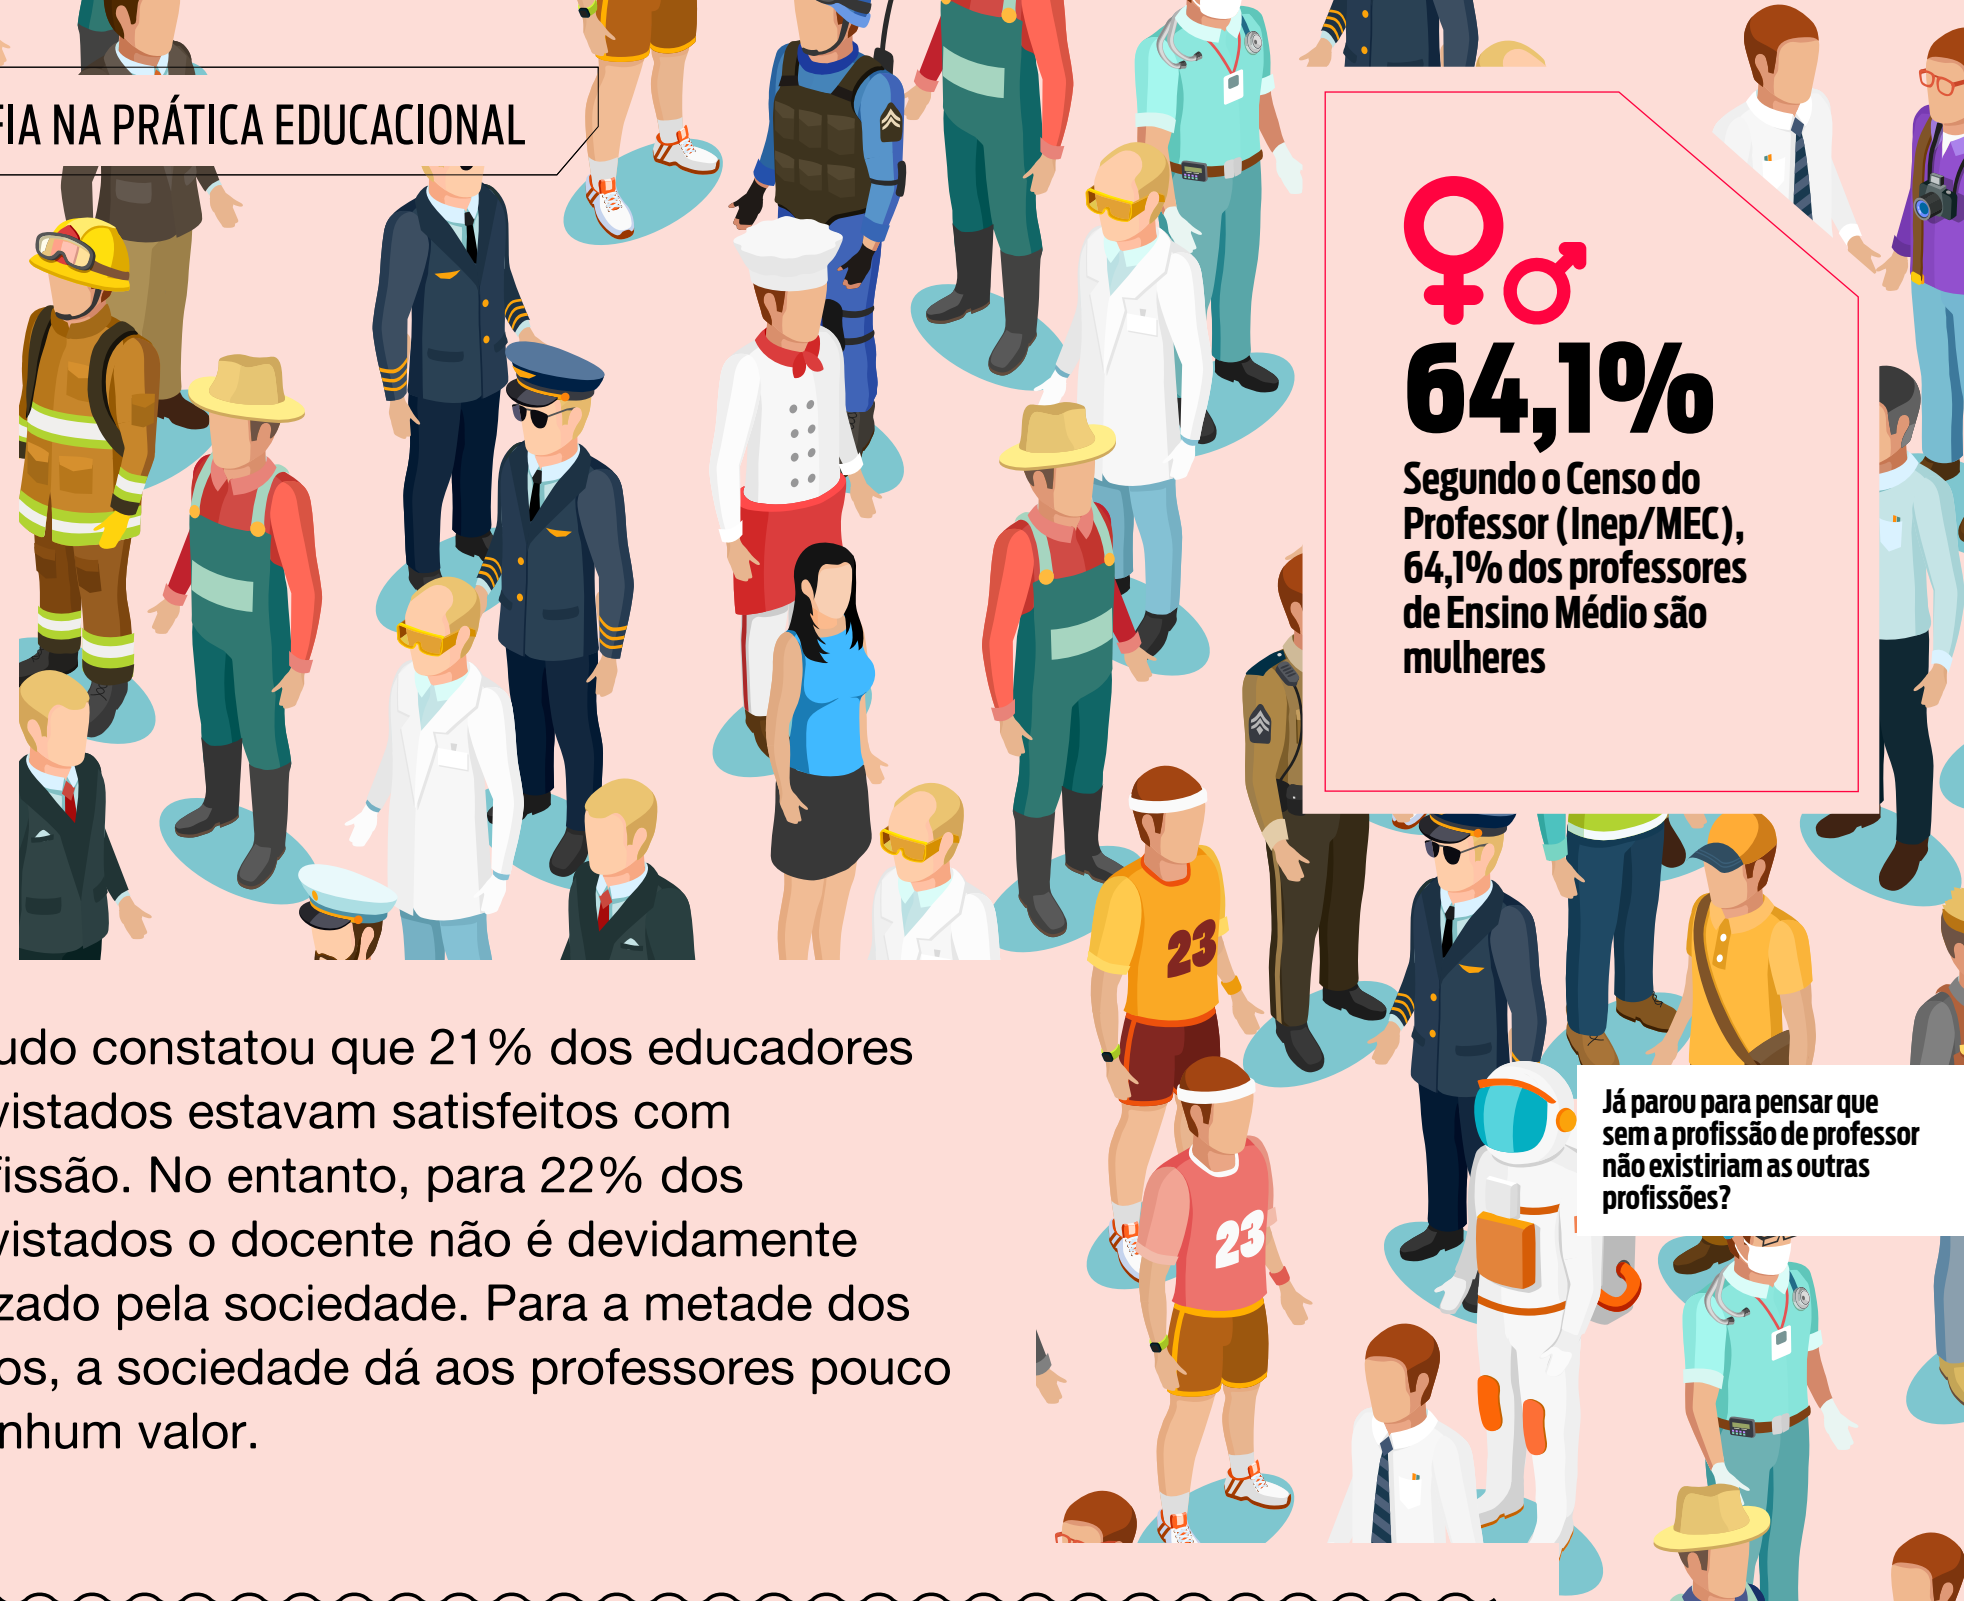 FIA NA PRÁTICA EDUCACIONAL
64,1%
Segundo o Censo do
Professor (Inep/MEC),
64,1% dos professores
de Ensino Médio são
mulheres
23
23
udo constatou que 21% dos educadores
vistados estavam satisfeitos com
fissão. No entanto, para 22% dos
vistados o docente não é devidamente
zado pela sociedade. Para a metade dos
os, a sociedade dá aos professores pouco
nhum valor.
Já parou para pensar que
sem a profissão de professor
não existiriam as outras
profissões?